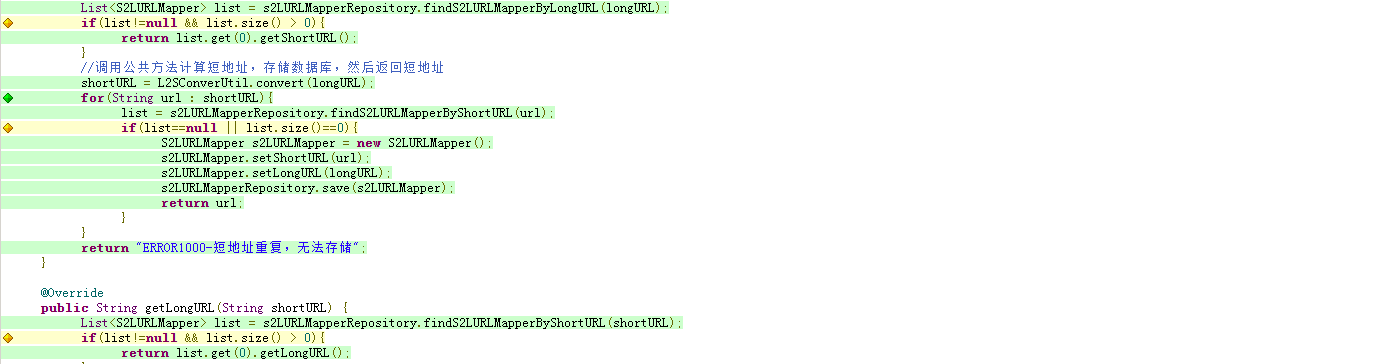 List<S2LURLMapper> list = s2LURLMapperRepository.findS2LURLMapperByLongURL(longURL);
if(list!=null && list.size() > 0){
return list.get(0).getShortURL();
}
//调用公共方法计算短地址，存储数据库，然后返回短地址
shortURL = L2SConverUtil.convert(longURL);
for(String url : shortURL){
list = s2LURLMapperRepository.findS2LURLMapperByShortURL(url);
if(list==null || list.size()==0){
S2LURLMapper s2LURLMapper = new S2LURLMapper();
s2LURLMapper.setShortURL(url);
s2LURLMapper.setLongURL(longURL);
s2LURLMapperRepository.save(s2LURLMapper);
return url;
}
}
return "ERROR1000-短地址重复，无法存储";
}
@Override
public String getLongURL(String shortURL) {
List<S2LURLMapper> list = s2LURLMapperRepository.findS2LURLMapperByShortURL(shortURL);
if(list!=null && list.size() > 0){
return list.get(0).getLongURL();